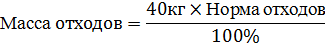 Масса отходов = 40кг × Норма отходов / 100%